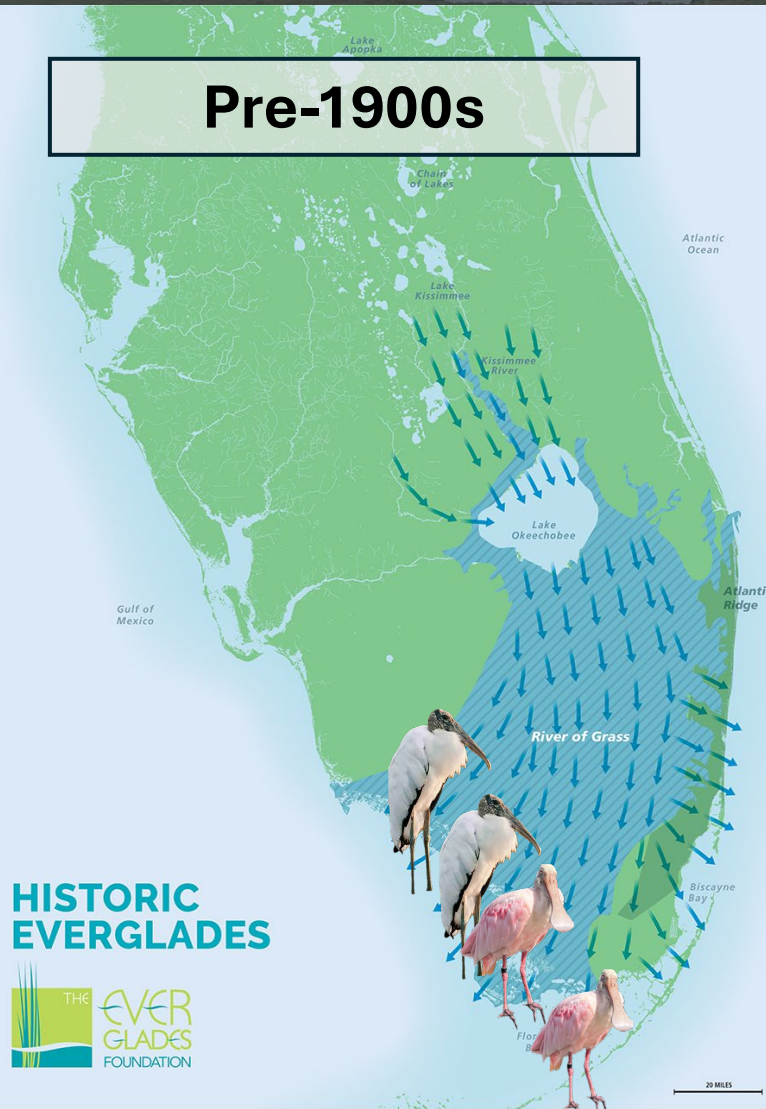 Lake
Apopka
Pre-1900s
Chain
of Lakes
Atlantic
Ocean
Lake
Kissimmee
Kissimmee
River
Lake
Okeechobee
Gulf of
Mexico
Atlanti
Ridge
River of Grass
HISTORIC
EVERGLADES
Biscayne
Bay
THE EVER
GLADES
FOUNDATION
Flor
B
20 MILES